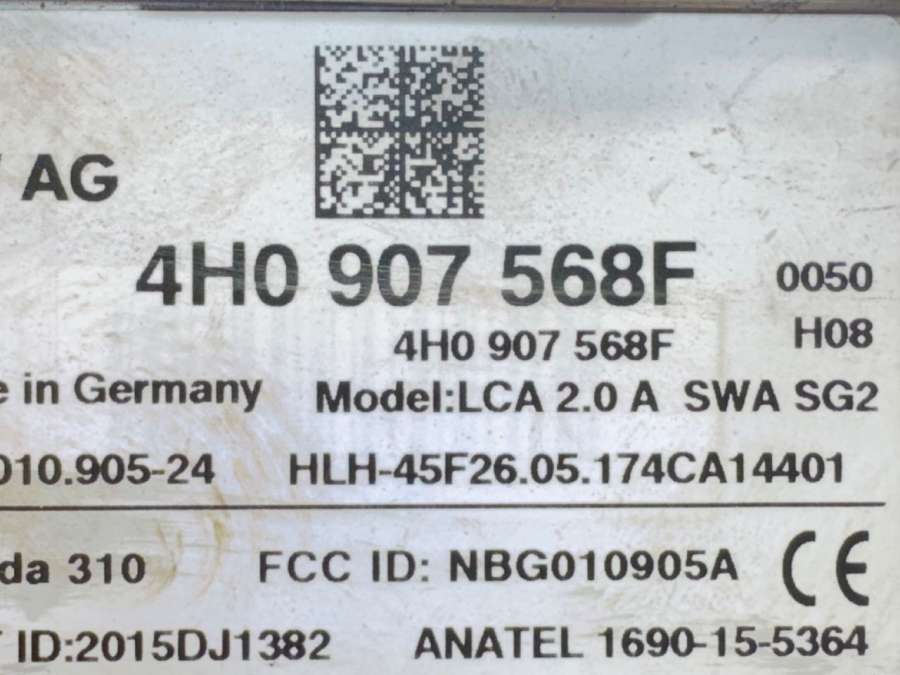 AG
4H0 907 568F 0050
4H0 907 568F H08
in Germany Model:LCA 2.0 A SWA SG2
010.905-24 HLH-45F26.05.174CA14401
da 310 FCC ID: NBG010905A CE
ID:2015DJ1382 ANATEL 1690-15-5364